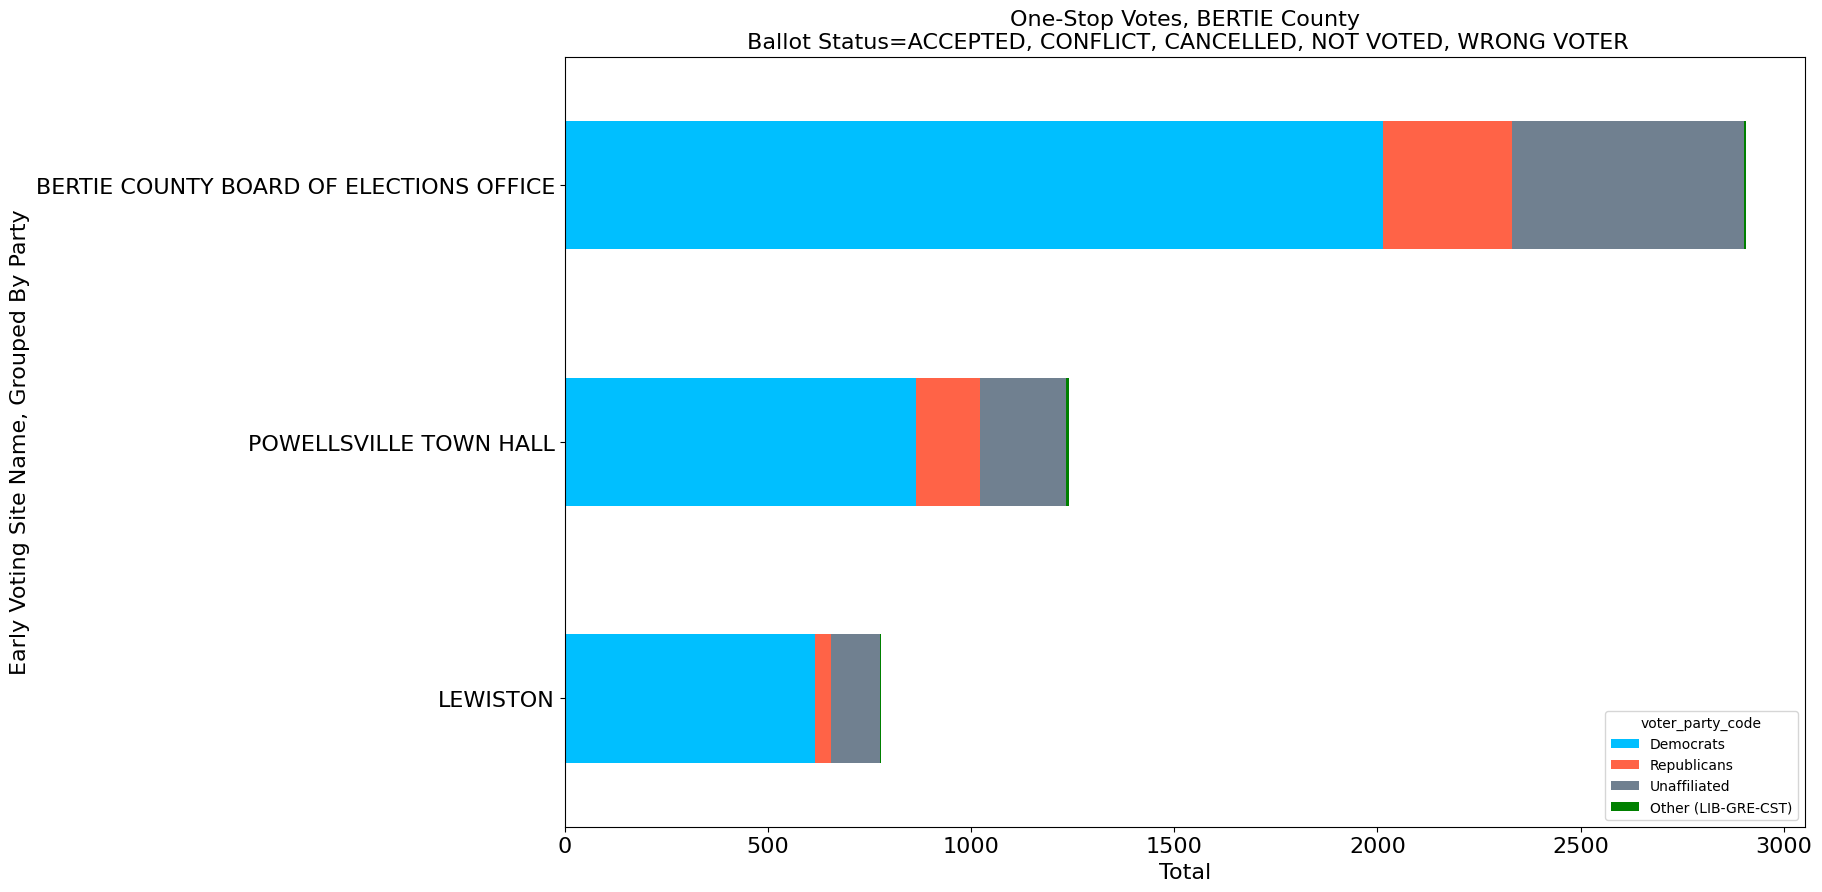 One-Stop Votes, BERTIE County
Ballot Status=ACCEPTED, CONFLICT, CANCELLED, NOT VOTED, WRONG VOTER
Early Voting Site Name, Grouped By Party
BERTIE COUNTY BOARD OF ELECTIONS OFFICE
POWELLSVILLE TOWN HALL
LEWISTON
voter_party_code
Democrats
Republicans
Unaffiliated
Other (LIB-GRE-CST)
0 500 1000 1500 2000 2500 3000
Total